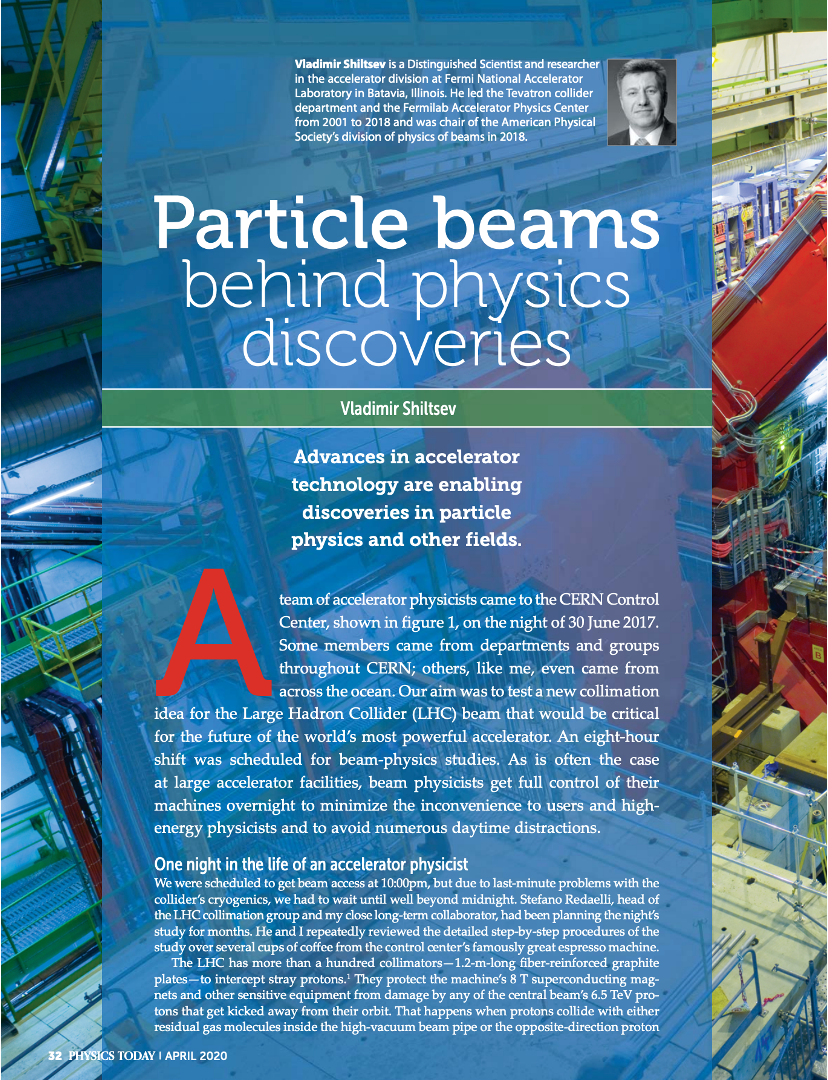 Vladimir Shiltsev is a Distinguished Scientist and researcher
in the accelerator division at Fermi National Accelerator
Laboratory in Batavia, Illinois. He led the Tevatron collider
department and the Fermilab Accelerator Physics Center
from 2001 to 2018 and was chair of the American Physical
Society's division of physics of beams in 2018.
Particle beams
behind physics
discoveries
Vladimir Shiltsev
Advances in accelerator
technology are enabling
discoveries in particle
physics and other fields.
A team of accelerator physicists came to the CERN Control
Center, shown in figure 1, on the night of 30 June 2017.
Some members came from departments and groups
throughout CERN; others, like me, even came from
across the ocean. Our aim was to test a new collimation
idea for the Large Hadron Collider (LHC) beam that would be critical
for the future of the world's most powerful accelerator. An eight-hour
shift was scheduled for beam-physics studies. As is often the case
at large accelerator facilities, beam physicists get full control of their
machines overnight to minimize the inconvenience to users and high-
energy physicists and to avoid numerous daytime distractions.
One night in the life of an accelerator physicist
We were scheduled to get beam access at 10:00pm, but due to last-minute problems with the
collider's cryogenics, we had to wait until well beyond midnight. Stefano Redaelli, head of
the LHC collimation group and my close long-term collaborator, had been planning the night's
study for months. He and I repeatedly reviewed the detailed step-by-step procedures of the
study over several cups of coffee from the control center's famously great espresso machine.
The LHC has more than a hundred collimators—1.2-m-long fiber-reinforced graphite
plates—to intercept stray protons.¹ They protect the machine's 8 T superconducting mag-
nets and other sensitive equipment from damage by any of the central beam's 6.5 TeV pro-
tons that get kicked away from their orbit. That happens when protons collide with either
residual gas molecules inside the high-vacuum beam pipe or the opposite-direction proton
32 PHYSICS TODAY | APRIL 2020